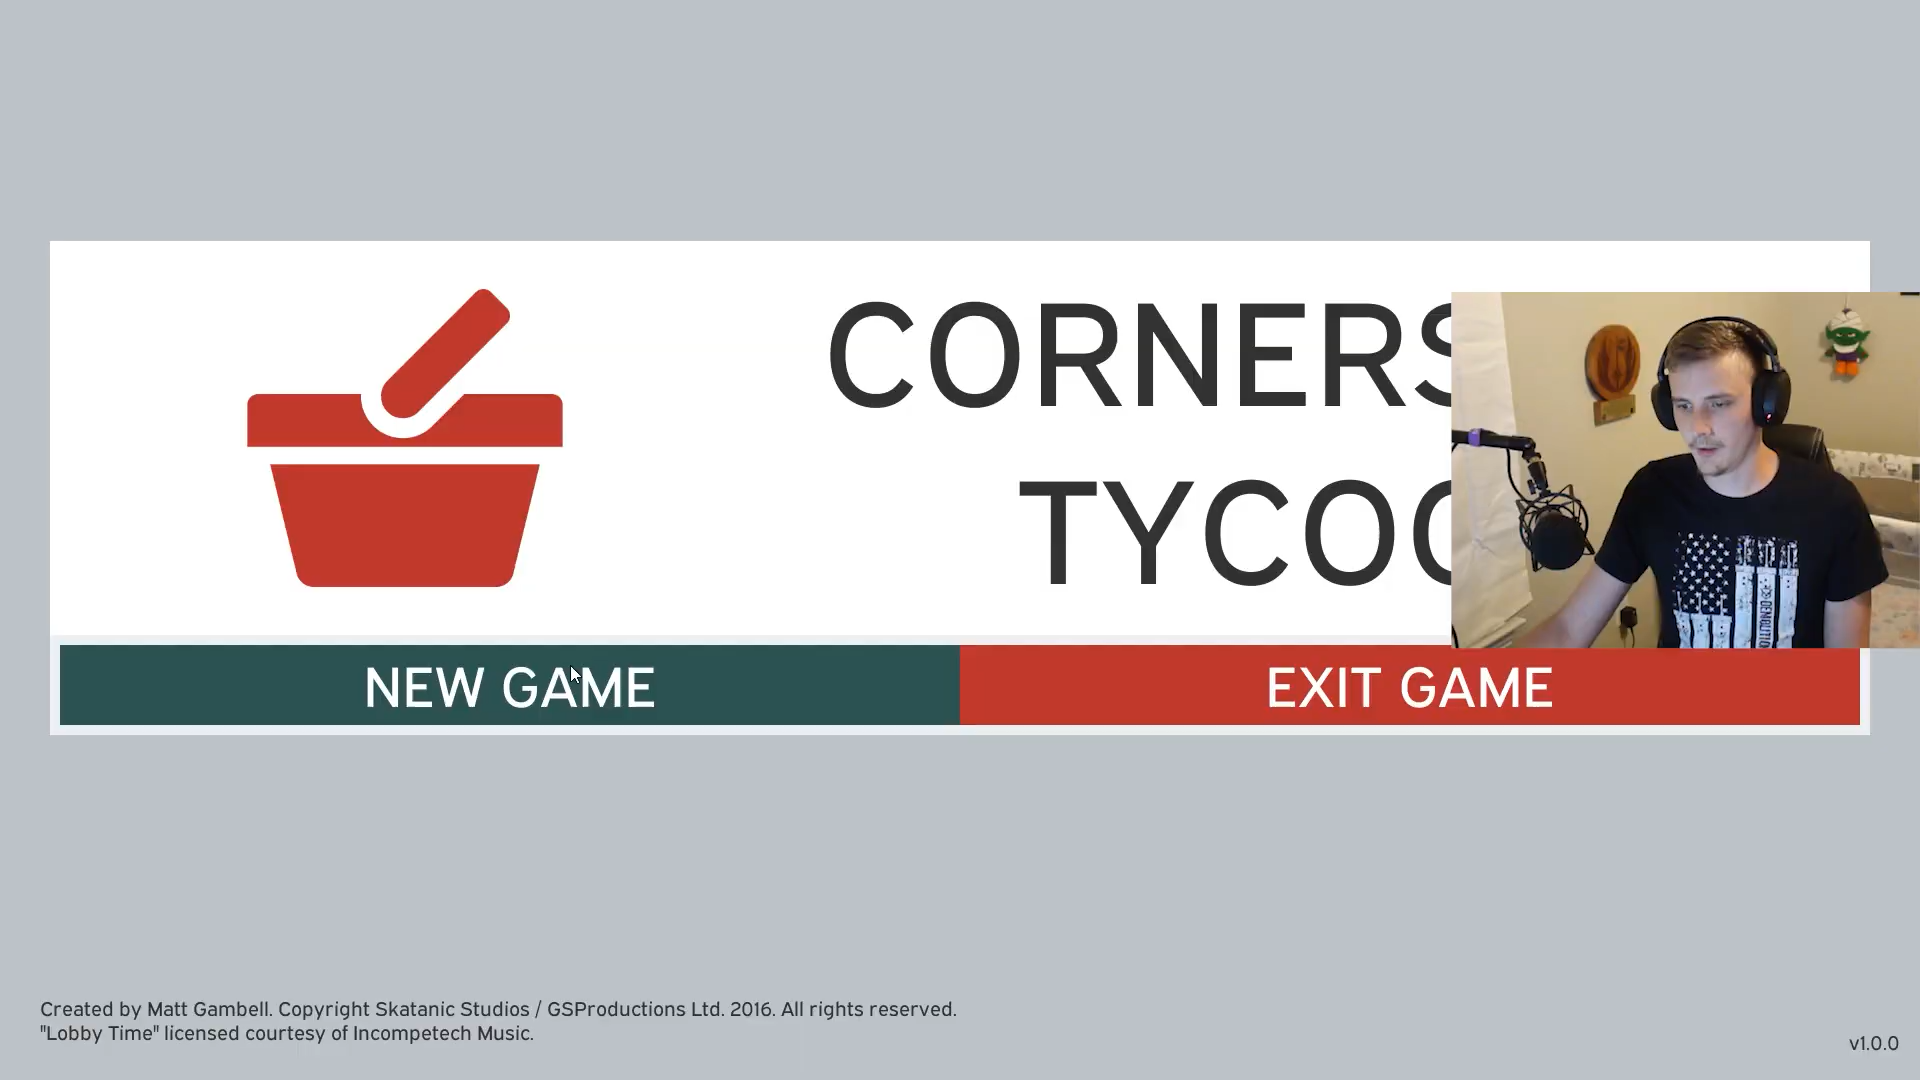 CORNERS
TYCOO
NEW GAME
EXIT GAME
Created by Matt Gambell. Copyright Skatanic Studios / GSProductions Ltd. 2016. All rights reserved.
"Lobby Time" licensed courtesy of Incompetech Music.
v1.0.0